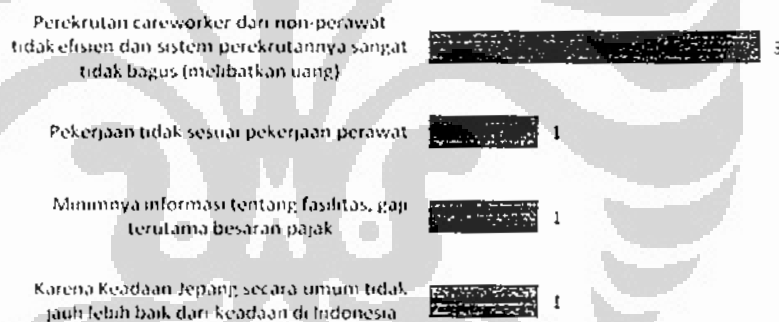 Perekrutan careworker dari non-perawat
tidak efisien dan sistem perekrutannya sangat
tidak bagus (melibatkan uang)
3
Pekerjaan tidak sesuai pekerjaan perawat
1
Minimnya informasi tentang fasilitas, gaji
terutama besaran pajak
1
Karena Keadaan Jepang secara umum tidak
jauh lebih baik dari keadaan di Indonesia
1